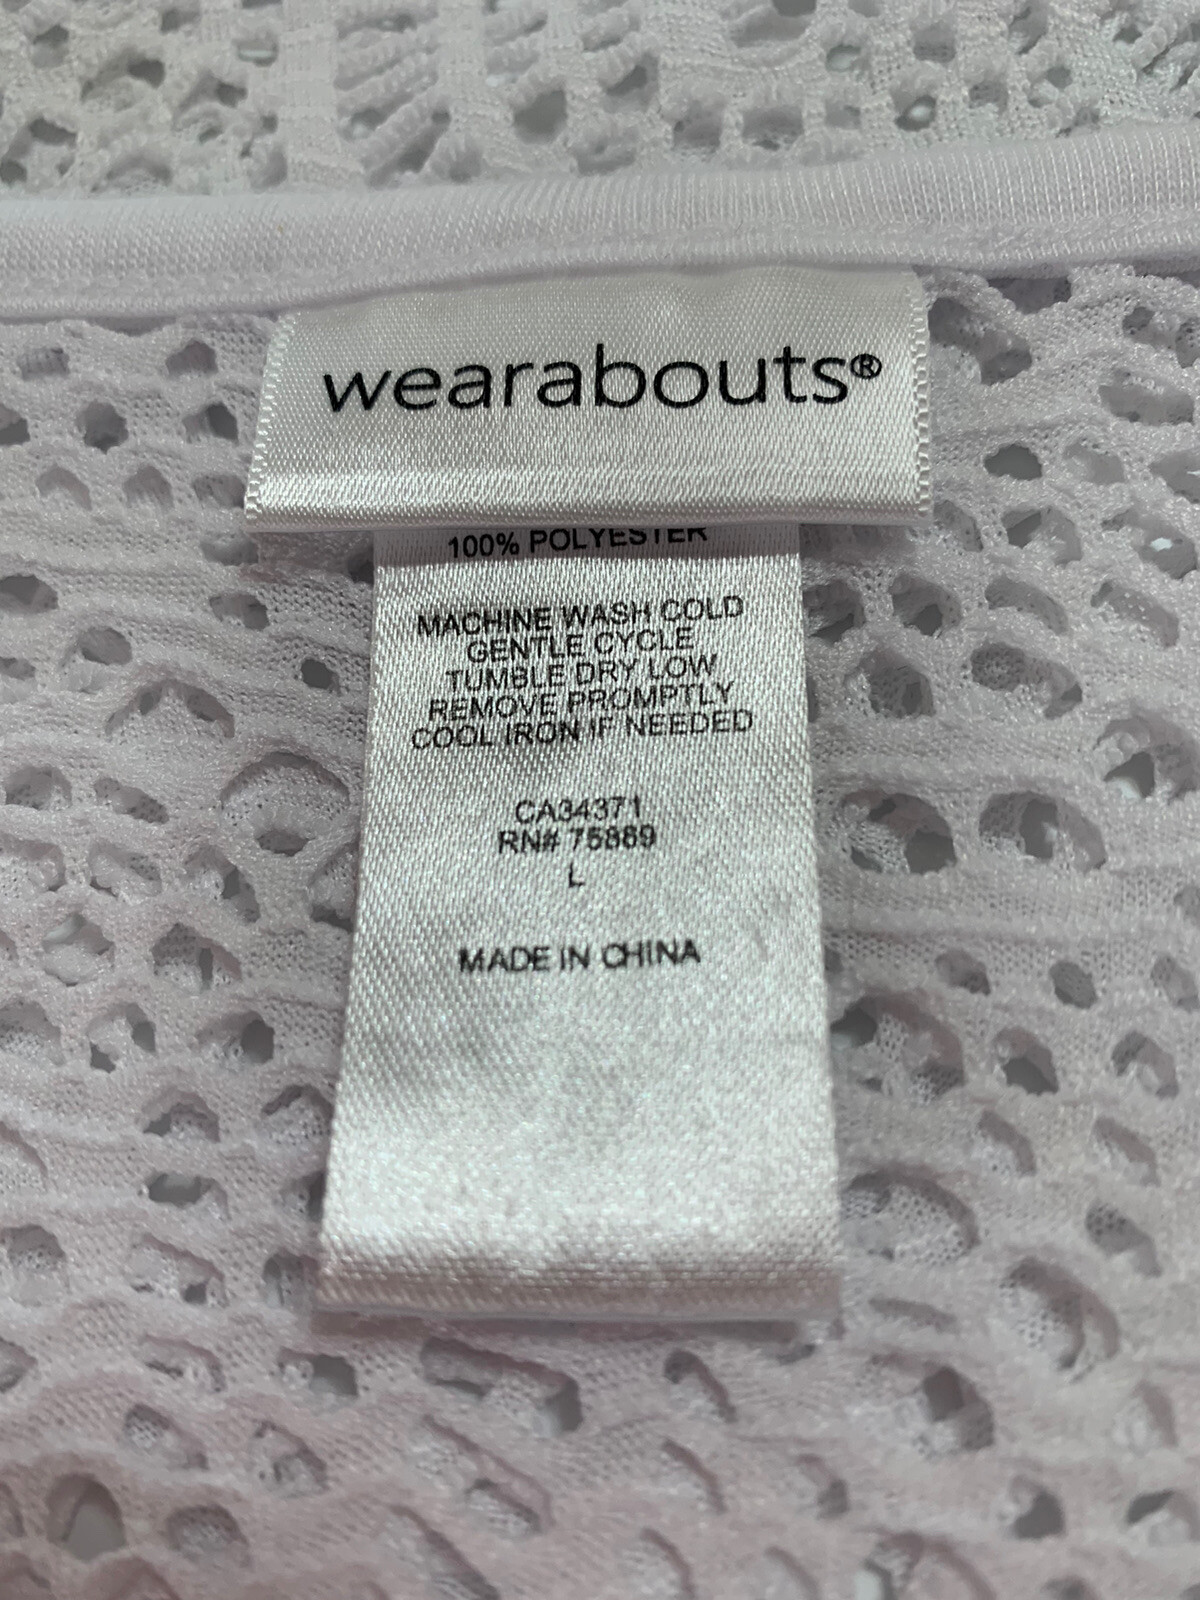 wearabouts®
100% POLYESTER
MACHINE WASH COLD
GENTLE CYCLE
TUMBLE DRY LOW
REMOVE PROMPTLY
COOL IRON IF NEEDED
CA34371
RN# 75889
L
MADE IN CHINA